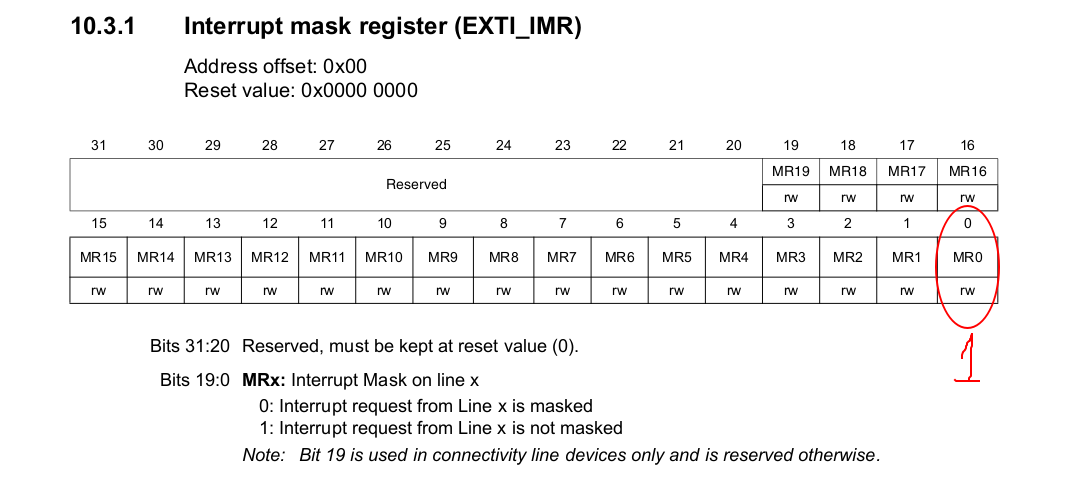 10.3.1 Interrupt mask register (EXTI_IMR)
Address offset: 0x00
Reset value: 0x0000 0000
31 30 29 28 27 26 25 24 23 22 21 20 19 18 17 16
Reserved MR19 MR18 MR17 MR16
rw rw rw rw
15 14 13 12 11 10 9 8 7 6 5 4 3 2 1 0
MR15 MR14 MR13 MR12 MR11 MR10 MR9 MR8 MR7 MR6 MR5 MR4 MR3 MR2 MR1 MR0
rw rw rw rw rw rw rw rw rw rw rw rw rw rw rw rw
1
Bits 31:20 Reserved, must be kept at reset value (0).
Bits 19:0 MRx: Interrupt Mask on line x
0: Interrupt request from Line x is masked
1: Interrupt request from Line x is not masked
Note: Bit 19 is used in connectivity line devices only and is reserved otherwise.